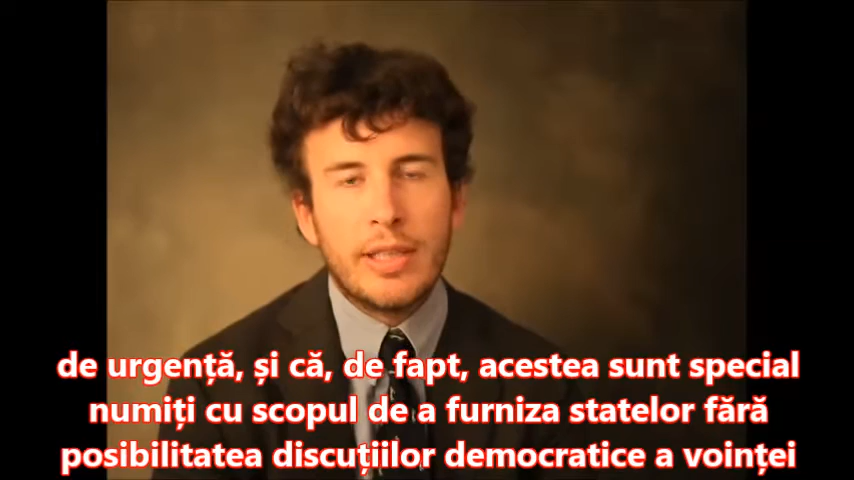 de urgență, și că, de fapt, acestea sunt special
numiți cu scopul de a furniza statelor fără
posibilitatea discuțiilor democratice a voinței